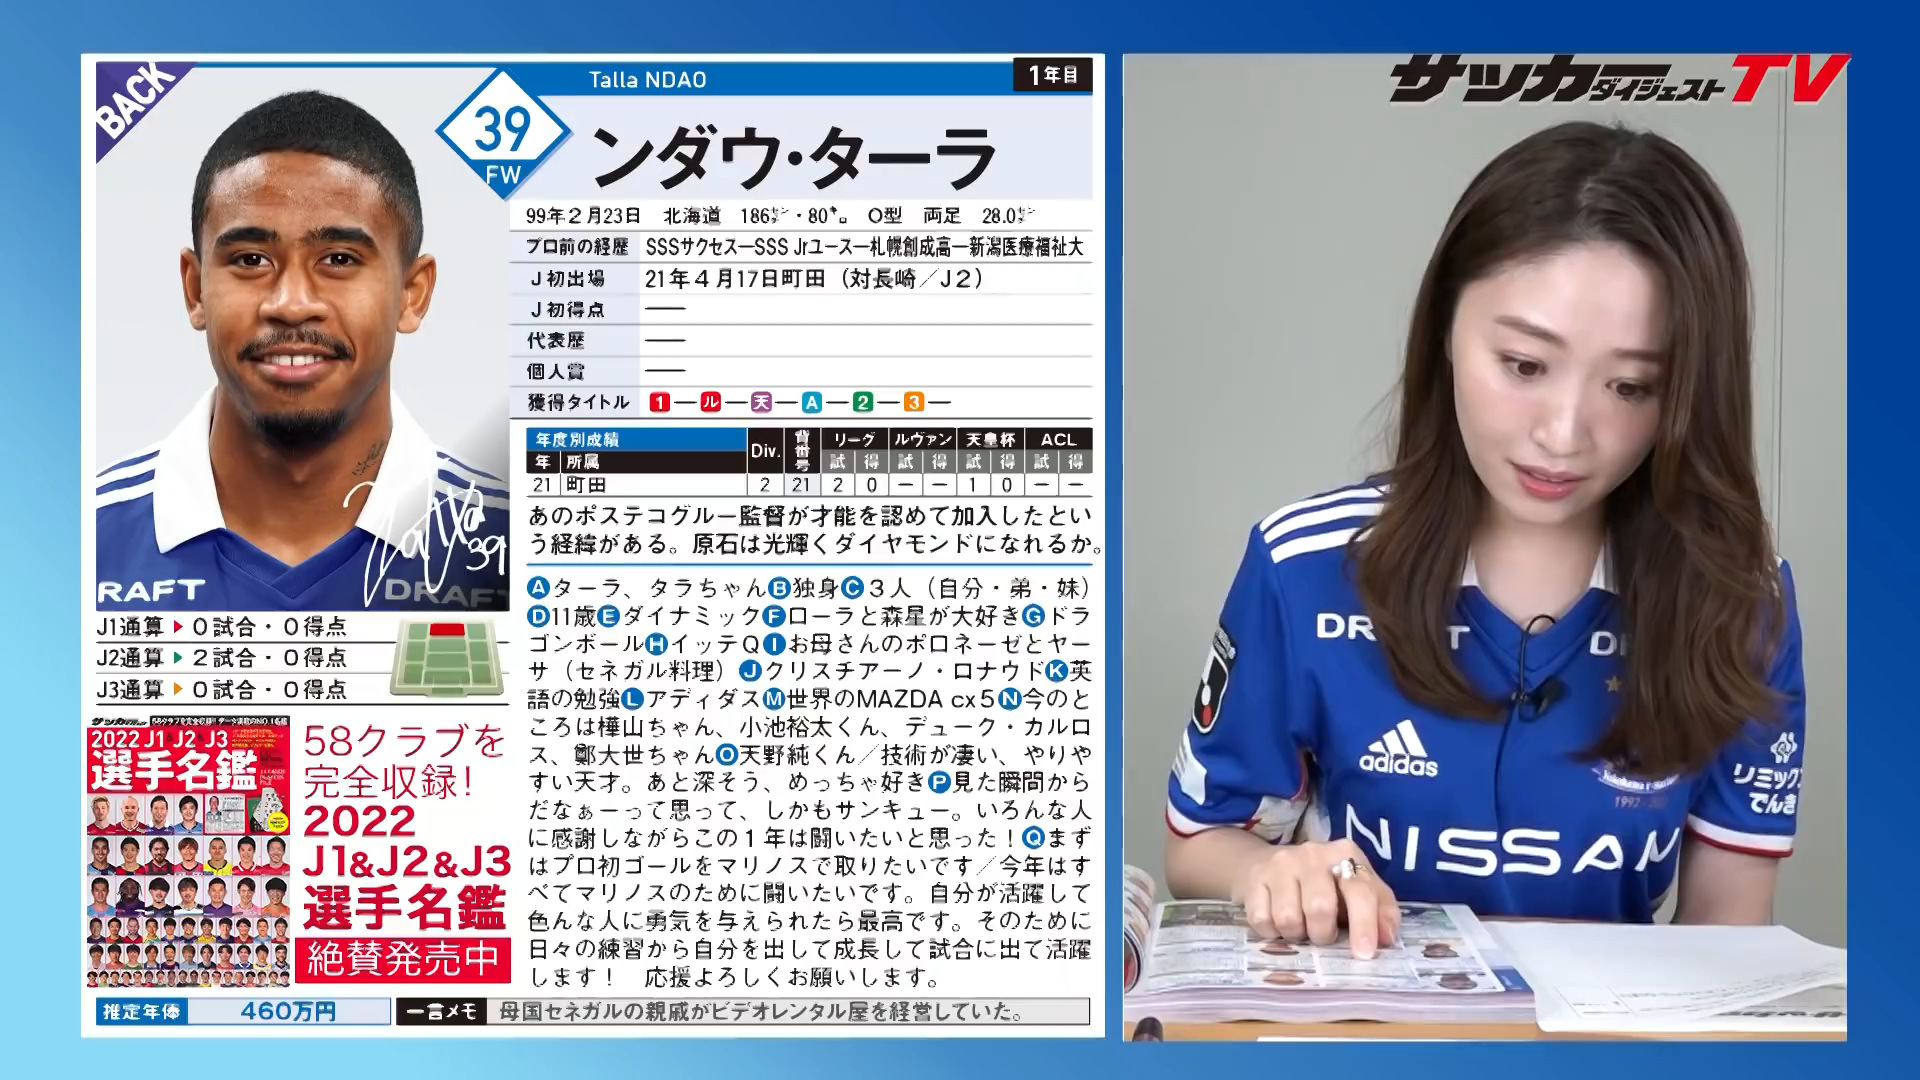 BACK
39
FW
Talla NDAO
1年目
ンダウ・ターラ
99年2月23日 北海道 186㌢・80㌔ O型 両足 28.0㌢
プロ前の経歴 SSSサクセス―SSS Jrユース―札幌創成高―新潟医療福祉大
J初出場 21年4月17日町田（対長崎／J2）
J初得点 ――
代表歴 ――
個人賞 ――
獲得タイトル 1― ル― 天― A― 2― 3―
年度別成績 Div. 背番号 リーグ ルヴァン 天皇杯 ACL
年 所属 試 得 試 得 試 得 試 得
21 町田 2 21 2 0 － － 1 0 － －
あのポステコグルー監督が才能を認めて加入したとい
う経緯がある。原石は光輝くダイヤモンドになれるか。
Aターラ、タラちゃんB独身C3人（自分・弟・妹）
D11歳EダイナミックFローラと森星が大好きGドラ
ゴンボールHイッテQIお母さんのボロネーゼとヤー
サ（セネガル料理）Jクリスチアーノ・ロナウドK英
語の勉強LアディダスM世界のMAZDA cx5N今のと
ころは樺山ちゃん、小池裕太くん、デューク・カルロ
ス、鄭大世ちゃんO天野純くん／技術が凄い、やりや
すい天才。あと深そう、めっちゃ好きP見た瞬間から
だなぁーって思って、しかもサンキュー。いろんな人
に感謝しながらこの1年は闘いたいと思った！Qまず
はプロ初ゴールをマリノスで取りたいです／今年はす
べてマリノスのために闘いたいです。自分が活躍して
色んな人に勇気を与えられたら最高です。そのために
日々の練習から自分を出して成長して試合に出て活躍
します！ 応援よろしくお願いします。
RAFT
DRAFT
39
J1通算▶0試合・0得点
J2通算▶2試合・0得点
J3通算▶0試合・0得点
2022 J1 J2 J3
選手名鑑
58クラブを
完全収録！
2022
J1&J2&J3
選手名鑑
絶賛発売中
推定年俸 460万円
一言メモ 母国セネガルの親戚がビデオレンタル屋を経営していた。
サッカーダイジェストTV
DR T
D
adidas
リミックス
でんき
NISSAN